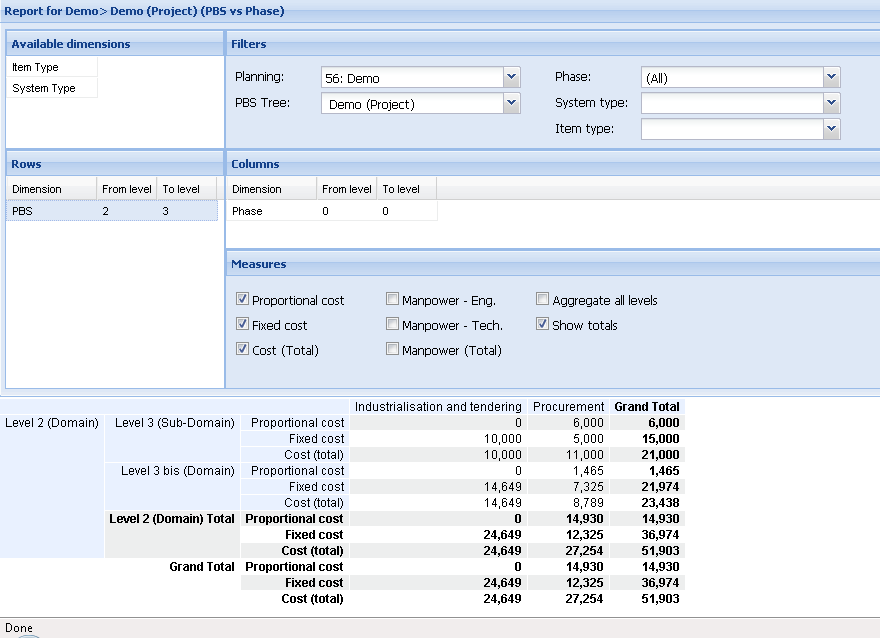 Report for Demo> Demo (Project) (PBS vs Phase)
Available dimensions
Item Type
System Type
Filters
Planning: 56: Demo Phase: (All)
PBS Tree: Demo (Project) System type:
Item type:
Rows
Dimension From level To level
PBS 2 3
Columns
Dimension From level To level
Phase 0 0
Measures
Proportional cost Manpower - Eng. Aggregate all levels
Fixed cost Manpower - Tech. Show totals
Cost (Total) Manpower (Total)
Industrialisation and tendering Procurement Grand Total
Level 2 (Domain) Level 3 (Sub-Domain) Proportional cost 0 6,000 6,000
Fixed cost 10,000 5,000 15,000
Cost (total) 10,000 11,000 21,000
Level 3 bis (Domain) Proportional cost 0 1,465 1,465
Fixed cost 14,649 7,325 21,974
Cost (total) 14,649 8,789 23,438
Level 2 (Domain) Total Proportional cost 0 14,930 14,930
Fixed cost 24,649 12,325 36,974
Cost (total) 24,649 27,254 51,903
Grand Total Proportional cost 0 14,930 14,930
Fixed cost 24,649 12,325 36,974
Cost (total) 24,649 27,254 51,903
Done